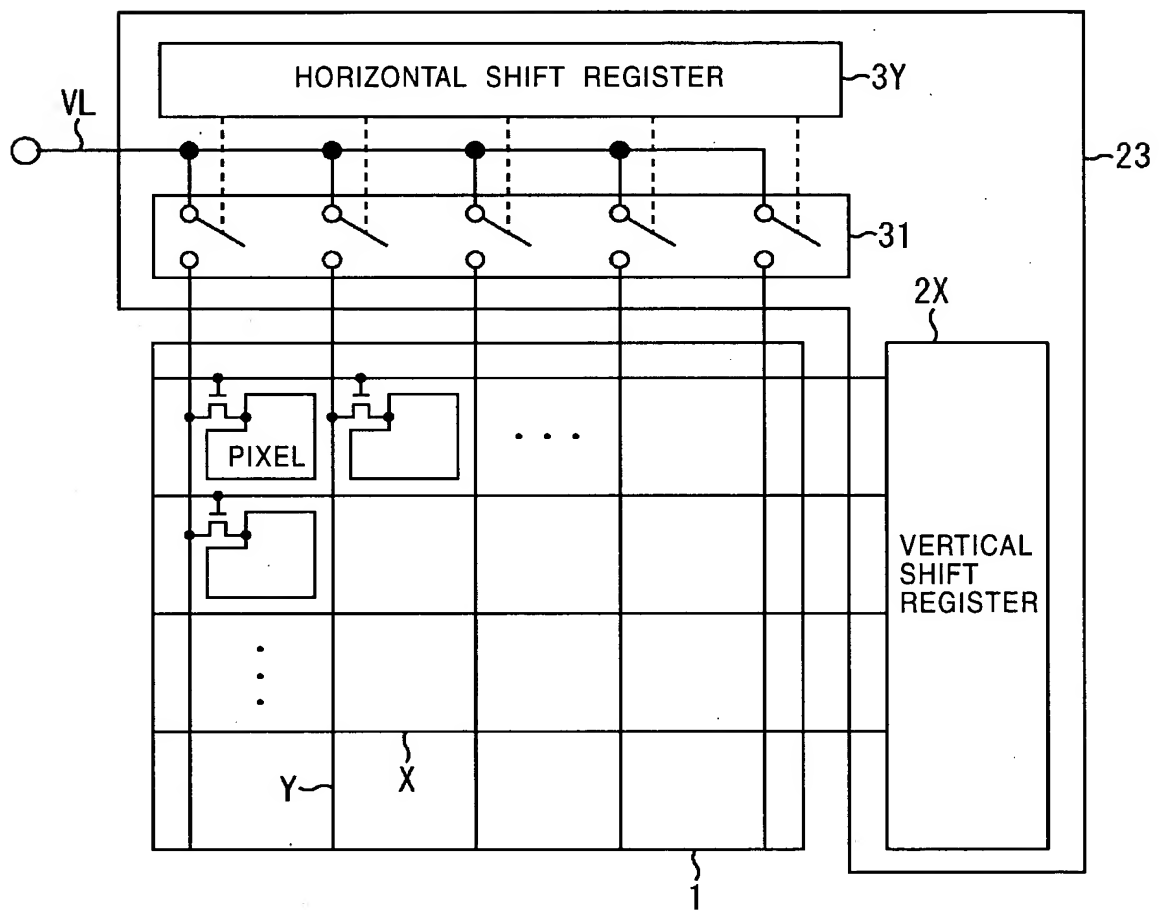 HORIZONTAL SHIFT REGISTER
3Y
VL
23
31
2X
PIXEL
VERTICAL
SHIFT
REGISTER
Y
X
1